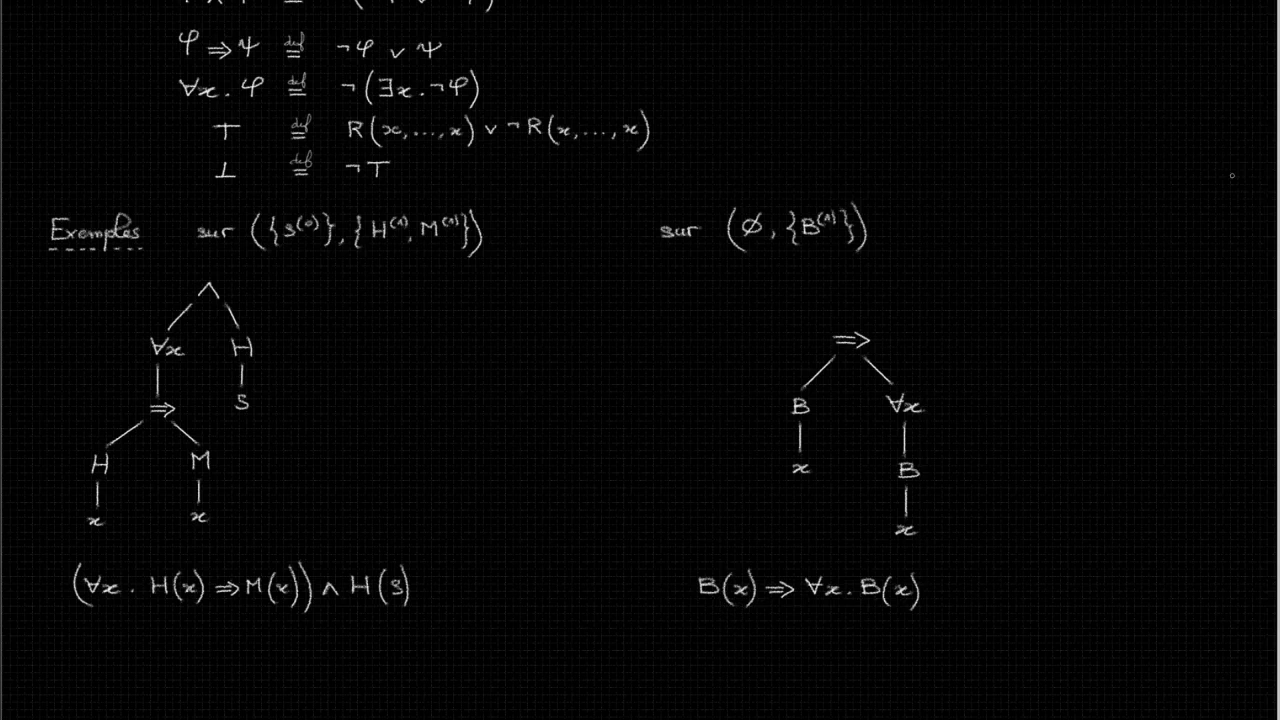 φ ⇒ ψ ≝ ¬φ ∨ ψ
∀x. φ ≝ ¬(∃x. ¬φ)
⊤ ≝ R(x,...,x) ∨ ¬R(x,...,x)
⊥ ≝ ¬⊤
Exemples sur ({S⁽⁰⁾}, {H⁽¹⁾, M⁽¹⁾})
sur (∅, {B⁽¹⁾})
∧
∀x H
⇒ S
H M
x x
(∀x. H(x) ⇒ M(x)) ∧ H(S)
⇒
B ∀x
x B
x
B(x) ⇒ ∀x. B(x)